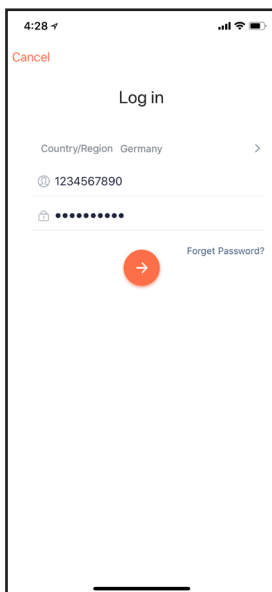 4:28
Cancel
Log in
Country/Region Germany
1234567890
••••••••••
Forget Password?